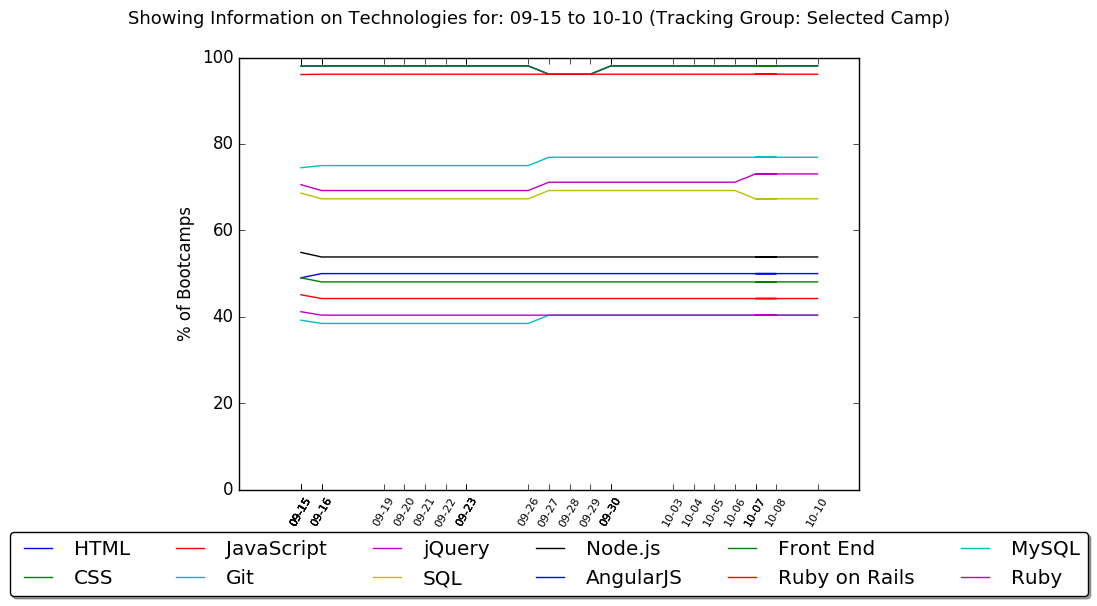 Showing Information on Technologies for: 09-15 to 10-10 (Tracking Group: Selected Camp)
% of Bootcamps
100
80
60
40
20
0
09-15 09-16 09-19 09-20 09-21 09-22 09-23 09-26 09-27 09-28 09-29 09-30 10-03 10-04 10-05 10-06 10-07 10-08 10-10
HTML JavaScript jQuery Node.js Front End MySQL
CSS Git SQL AngularJS Ruby on Rails Ruby